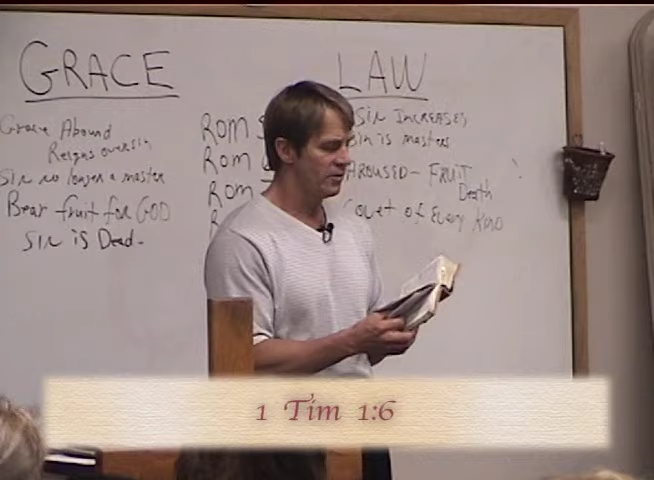 GRACE
Grace Abound
Reigns over sin
Sin no longer a master
Bear fruit for GOD
Sin is Dead-
Rom
Rom
Rom
LAW
Sin Increases
Sin is master
AROUSED- FRUIT
Death
Covet of Every Kind
1 Tim 1:6